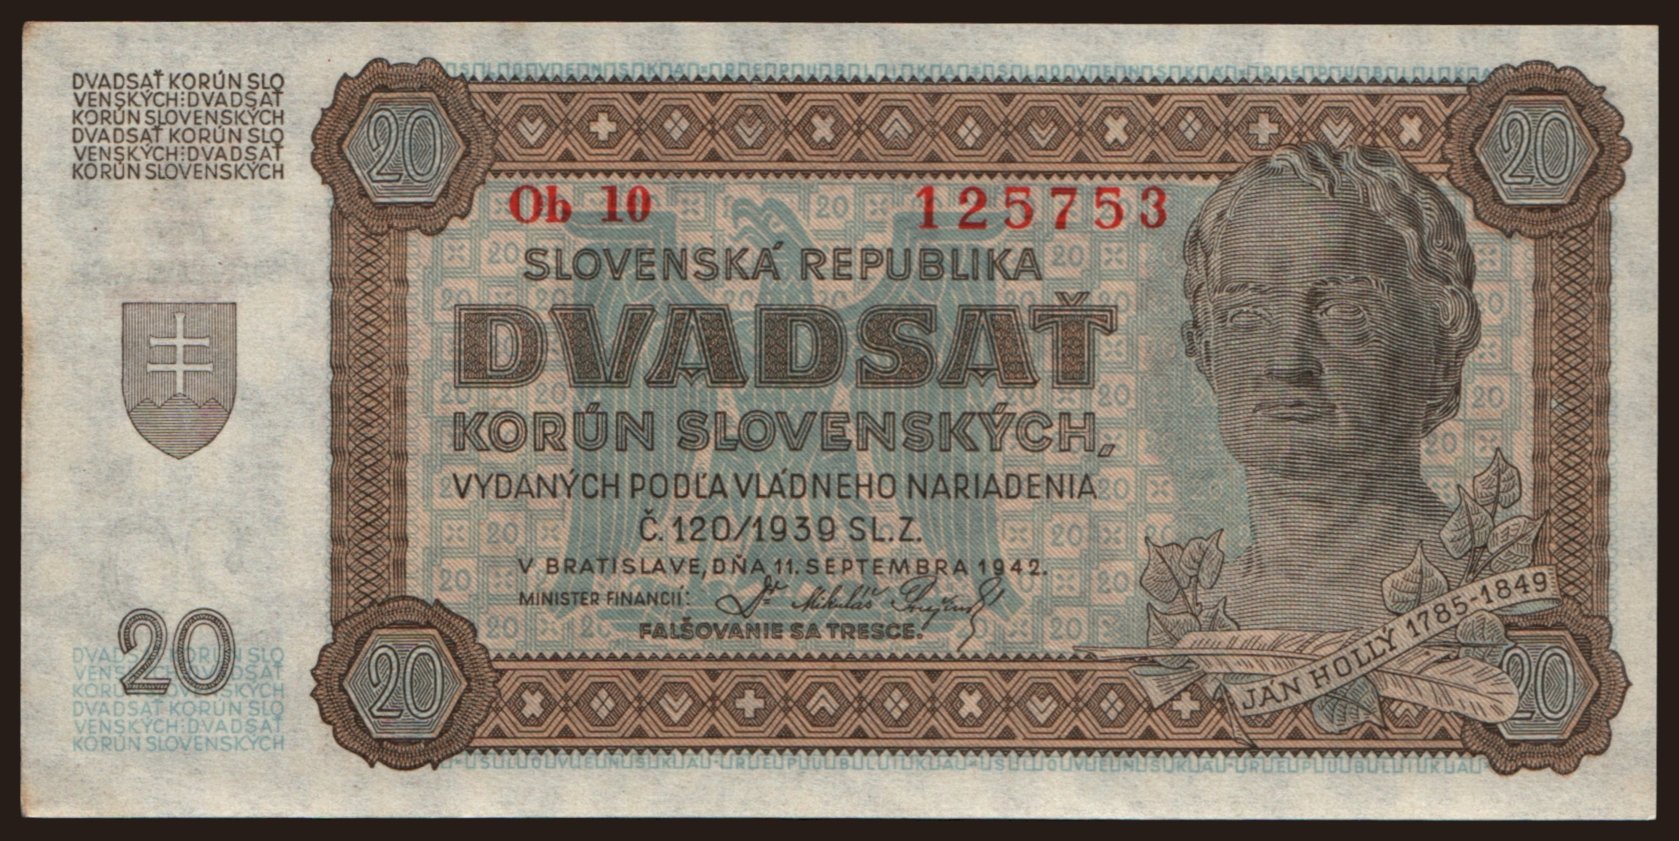 DVADSAŤ KORÚN SLO
VENSKÝCH:DVADSAŤ
KORÚN SLOVENSKÝCH
DVADSAŤ KORÚN SLO
VENSKÝCH:DVADSAŤ
KORÚN SLOVENSKÝCH
20
20
Ob 10 125753
SLOVENSKÁ REPUBLIKA
DVADSAŤ
KORÚN SLOVENSKÝCH,
VYDANÝCH PODĽA VLÁDNEHO NARIADENIA
Č. 120/1939 SL. Z.
V BRATISLAVE, DŇA 11. SEPTEMBRA 1942.
MINISTER FINANCIÍ:
FALŠOVANIE SA TRESCE.
JÁN HOLLÝ 1785-1849
20
20
20
DVADSAŤ KORÚN SLO
VENSKÝCH:DVADSAŤ
KORÚN SLOVENSKÝCH
DVADSAŤ KORÚN SLO
VENSKÝCH:DVADSAŤ
KORÚN SLOVENSKÝCH